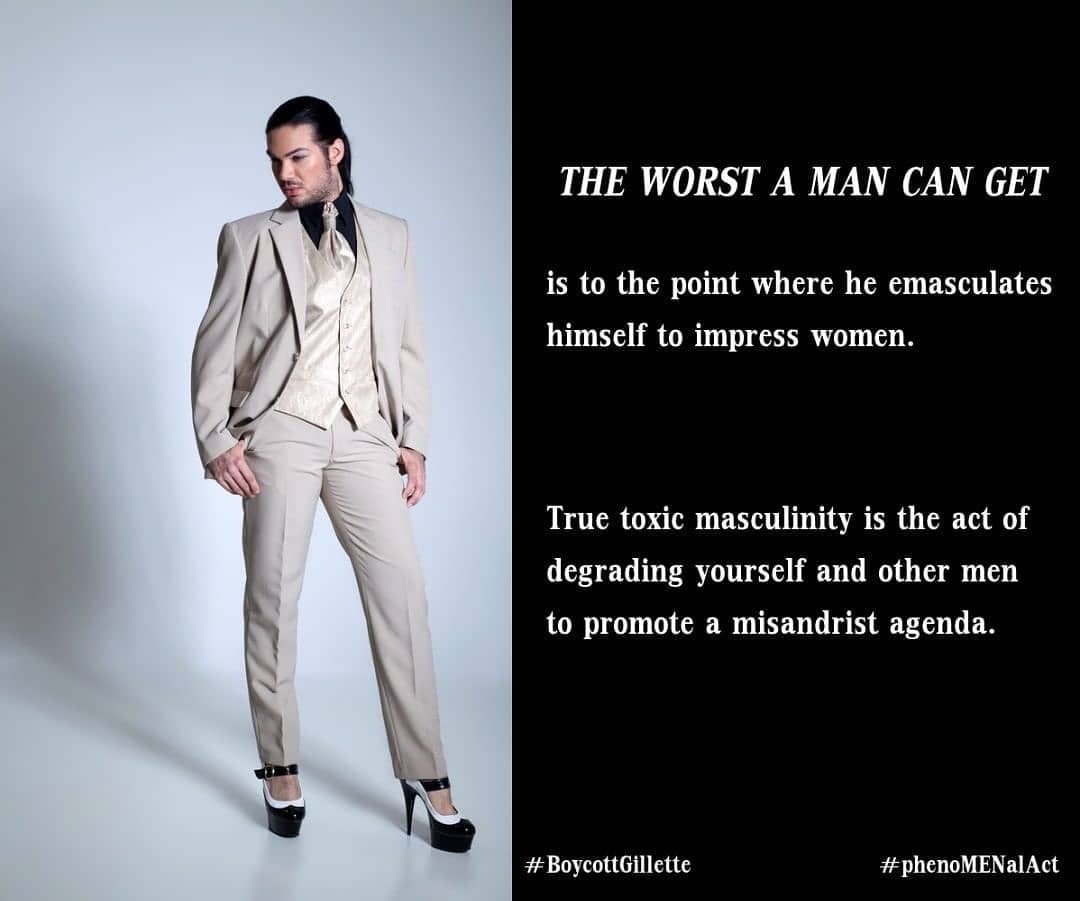 THE WORST A MAN CAN GET
is to the point where he emasculates
himself to impress women.
True toxic masculinity is the act of
degrading yourself and other men
to promote a misandrist agenda.
#BoycottGillette
#phenoMENalAct